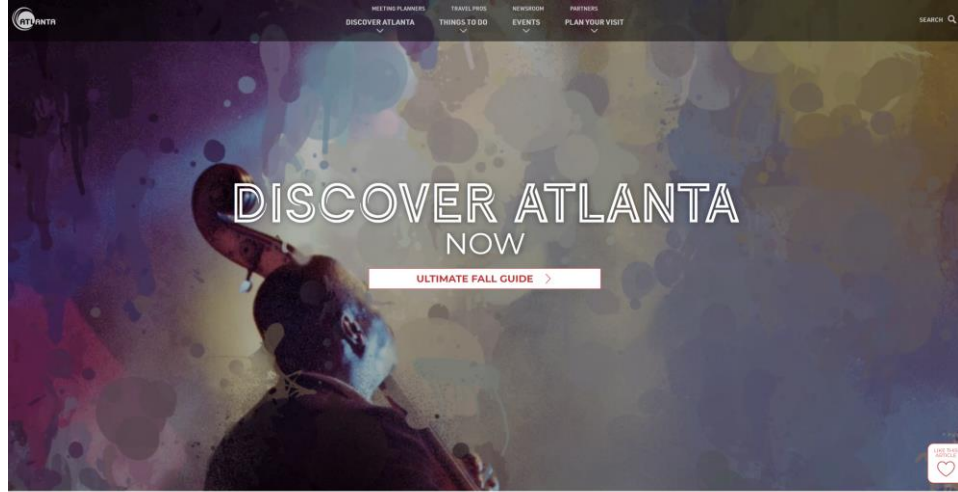 ATLANTA
MEETING PLANNERS TRAVEL PROS NEWSROOM PARTNERS
DISCOVER ATLANTA THINGS TO DO EVENTS PLAN YOUR VISIT
SEARCH
DISCOVER ATLANTA
NOW
ULTIMATE FALL GUIDE
LIKE THIS
ARTICLE